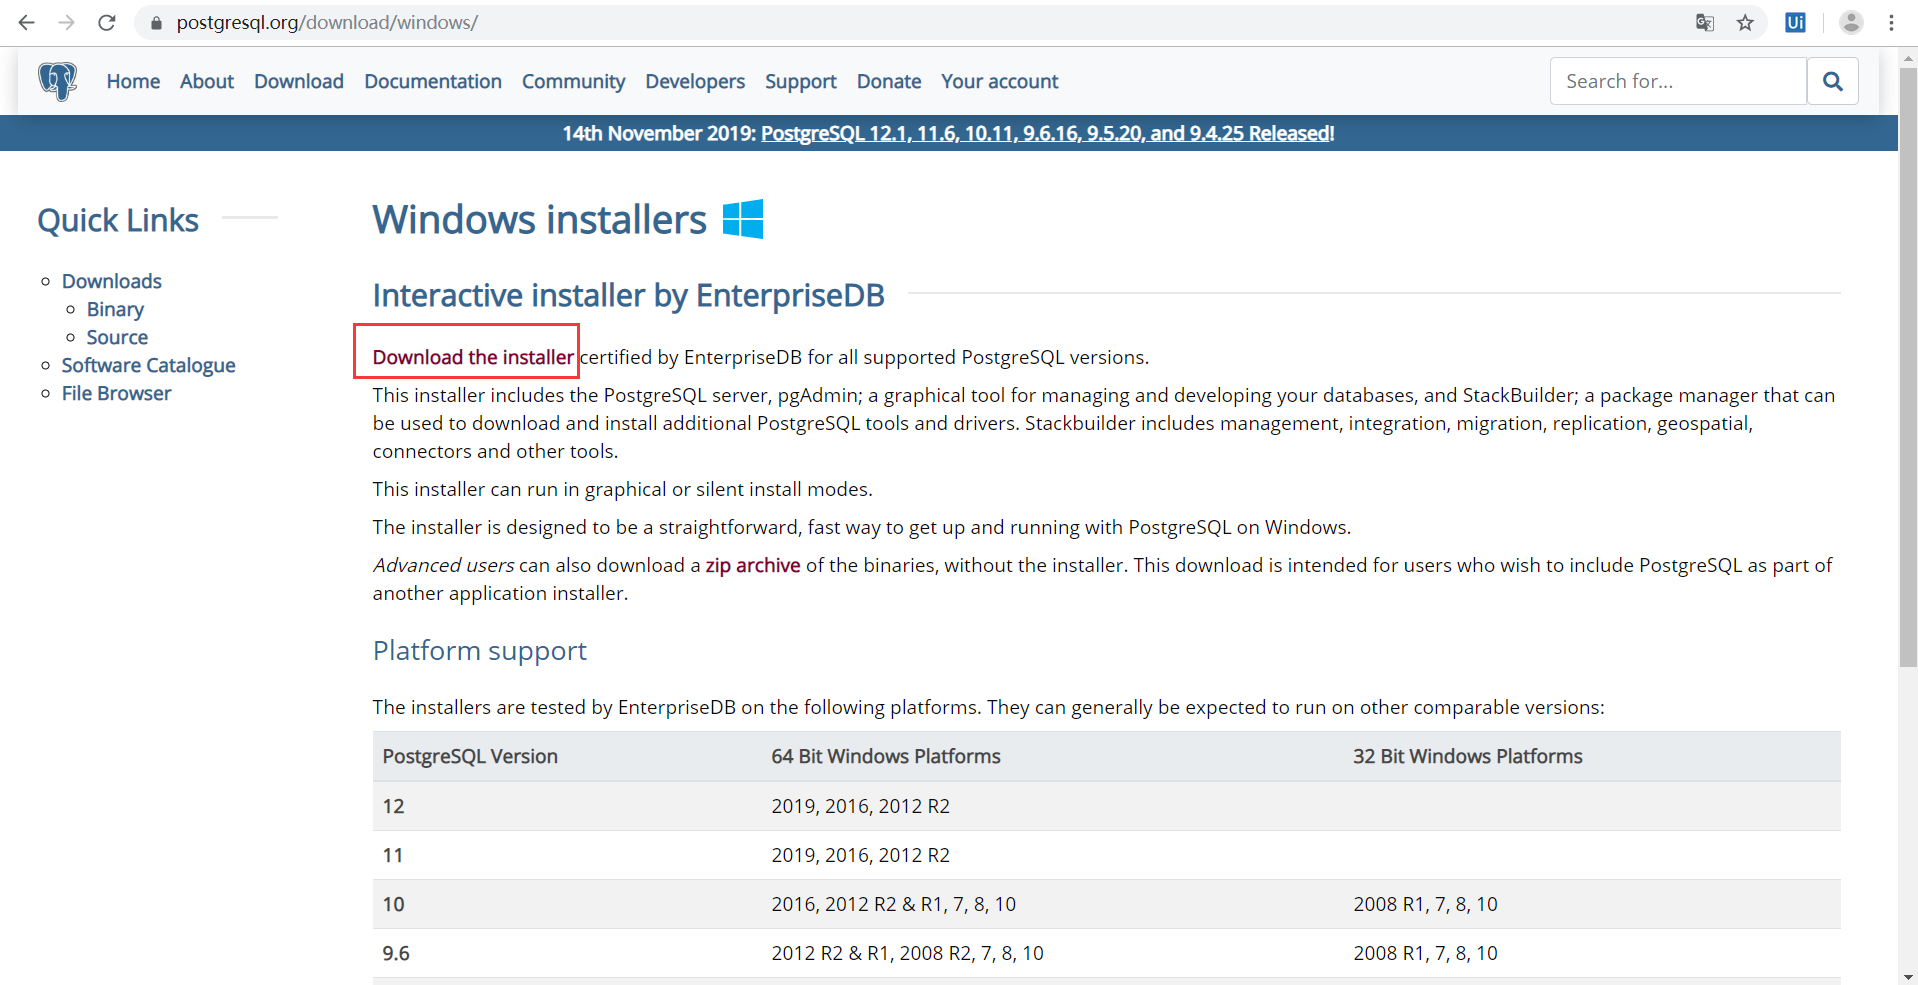 postgresql.org/download/windows/
Ui
Home About Download Documentation Community Developers Support Donate Your account
Search for...
14th November 2019: PostgreSQL 12.1, 11.6, 10.11, 9.6.16, 9.5.20, and 9.4.25 Released!
Quick Links
Downloads
Binary
Source
Software Catalogue
File Browser
Windows installers
Interactive installer by EnterpriseDB
Download the installer certified by EnterpriseDB for all supported PostgreSQL versions.
This installer includes the PostgreSQL server, pgAdmin; a graphical tool for managing and developing your databases, and StackBuilder; a package manager that can
be used to download and install additional PostgreSQL tools and drivers. Stackbuilder includes management, integration, migration, replication, geospatial,
connectors and other tools.
This installer can run in graphical or silent install modes.
The installer is designed to be a straightforward, fast way to get up and running with PostgreSQL on Windows.
Advanced users can also download a zip archive of the binaries, without the installer. This download is intended for users who wish to include PostgreSQL as part of
another application installer.
Platform support
The installers are tested by EnterpriseDB on the following platforms. They can generally be expected to run on other comparable versions:
PostgreSQL Version 64 Bit Windows Platforms 32 Bit Windows Platforms
12 2019, 2016, 2012 R2
11 2019, 2016, 2012 R2
10 2016, 2012 R2 & R1, 7, 8, 10 2008 R1, 7, 8, 10
9.6 2012 R2 & R1, 2008 R2, 7, 8, 10 2008 R1, 7, 8, 10